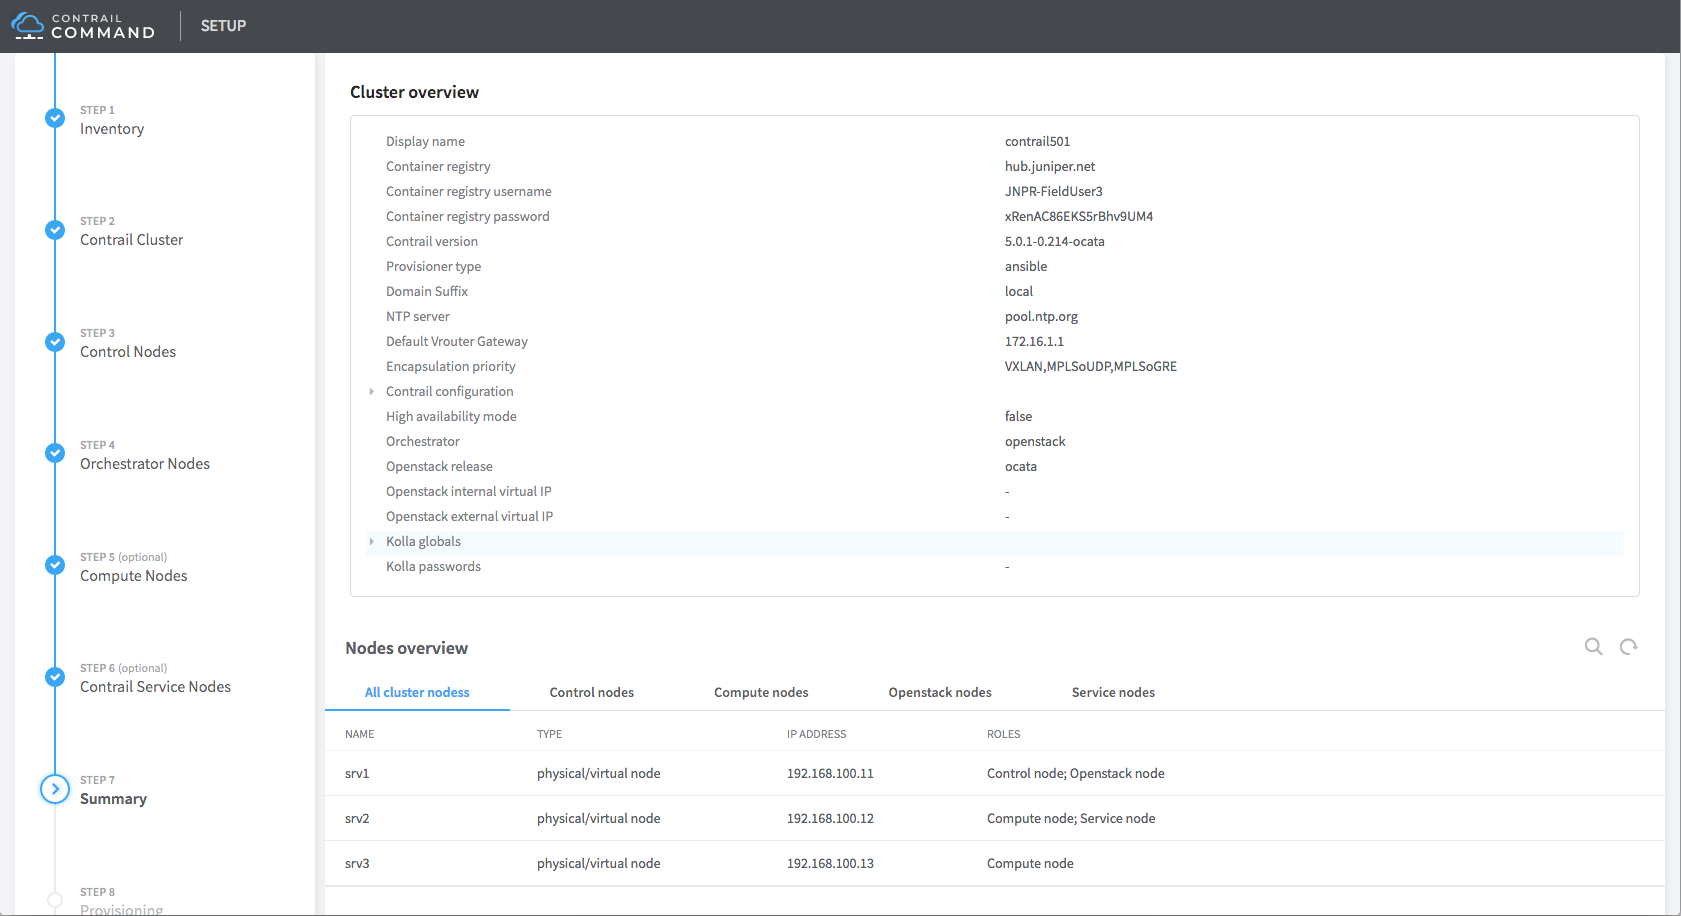 CONTRAIL
COMMAND
SETUP
STEP 1
Inventory
STEP 2
Contrail Cluster
STEP 3
Control Nodes
STEP 4
Orchestrator Nodes
STEP 5 (optional)
Compute Nodes
STEP 6 (optional)
Contrail Service Nodes
STEP 7
Summary
STEP 8
Provisioning
Cluster overview
Display name contrail501
Container registry hub.juniper.net
Container registry username JNPR-FieldUser3
Container registry password xRenAC86EKS5rBhv9UM4
Contrail version 5.0.1-0.214-ocata
Provisioner type ansible
Domain Suffix local
NTP server pool.ntp.org
Default Vrouter Gateway 172.16.1.1
Encapsulation priority VXLAN,MPLSoUDP,MPLSoGRE
Contrail configuration
High availability mode false
Orchestrator openstack
Openstack release ocata
Openstack internal virtual IP -
Openstack external virtual IP -
Kolla globals
Kolla passwords -
Nodes overview
All cluster nodess Control nodes Compute nodes Openstack nodes Service nodes
NAME TYPE IP ADDRESS ROLES
srv1 physical/virtual node 192.168.100.11 Control node; Openstack node
srv2 physical/virtual node 192.168.100.12 Compute node; Service node
srv3 physical/virtual node 192.168.100.13 Compute node